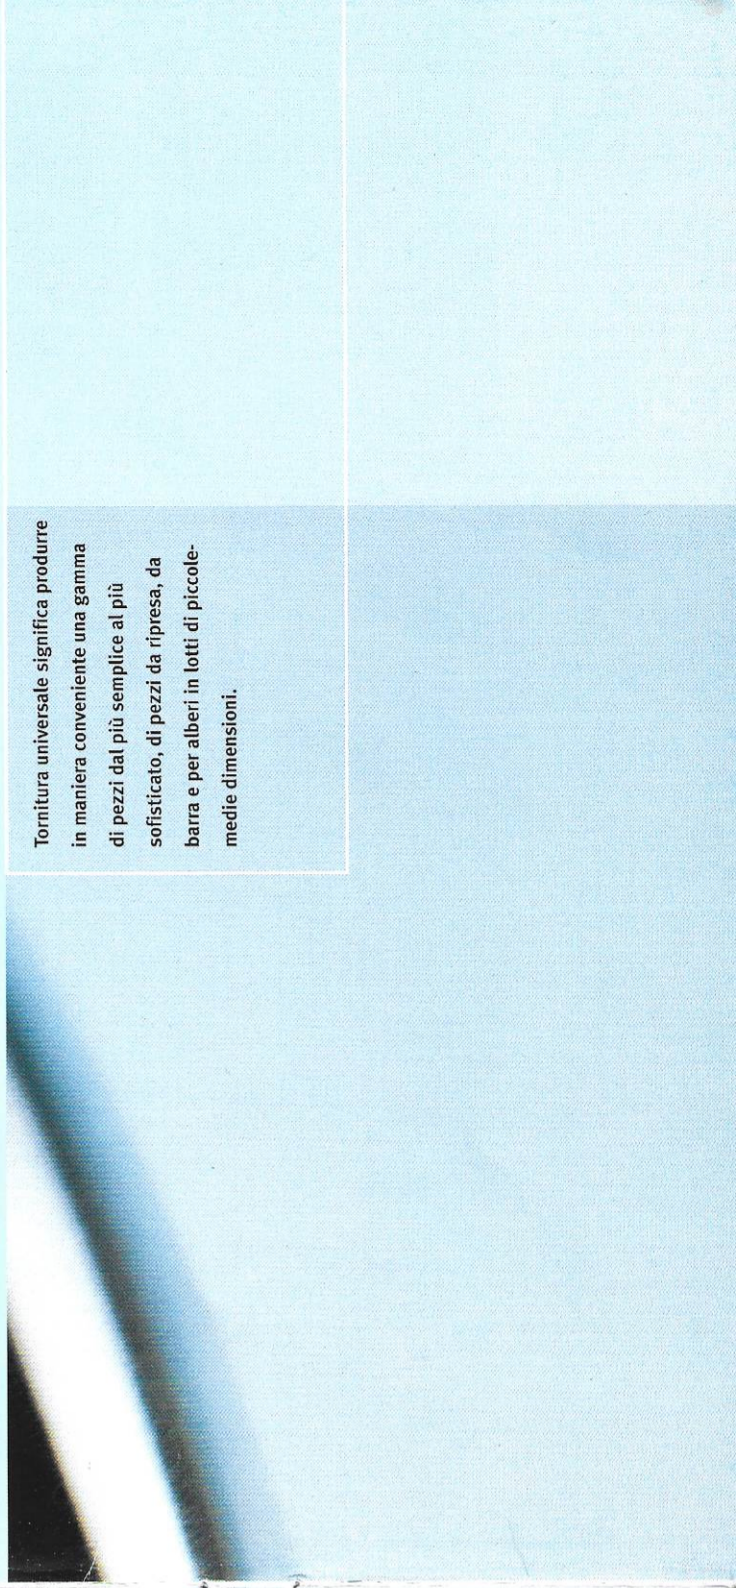 Tornitura universale significa produrre
in maniera conveniente una gamma
di pezzi dal più semplice al più
sofisticato, di pezzi da ripresa, da
barra e per alberi in lotti di piccole-
medie dimensioni.